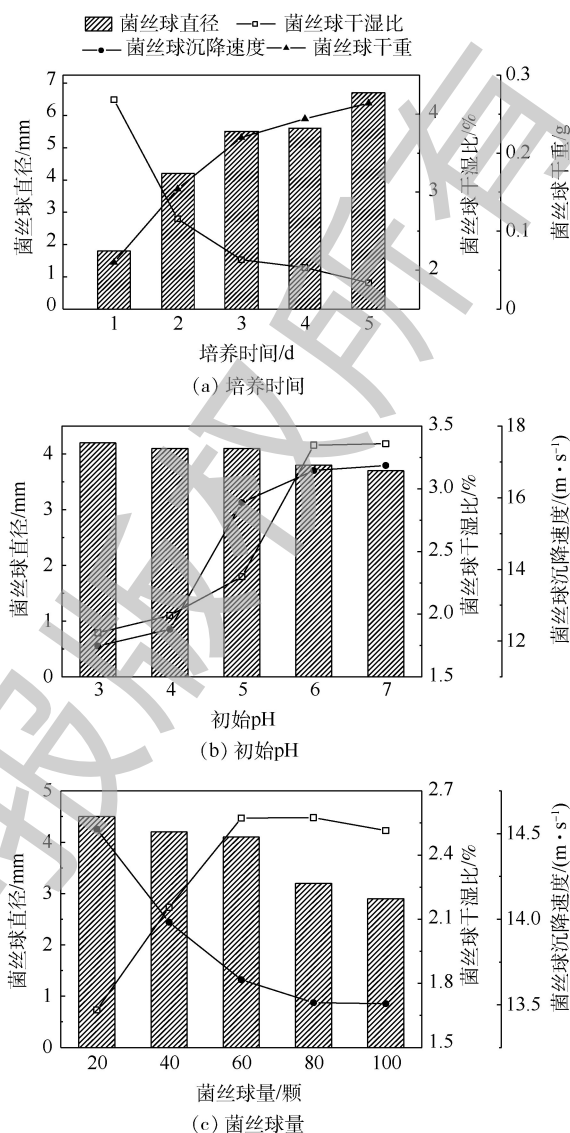 菌丝球直径 菌丝球干湿比
菌丝球沉降速度 菌丝球干重
菌丝球直径/mm
7
6
5
4
3
2
1
0
1 2 3 4 5
培养时间/d
菌丝球干湿比/%
4
3
2
1
菌丝球干重/g
0.3
0.2
0.1
0
(a) 培养时间
菌丝球直径/mm
4
3
2
1
0
3 4 5 6 7
初始pH
菌丝球干湿比/%
3.5
3.0
3.25
2.0
1.5
菌丝球沉降速度/(m·s⁻¹)
18
16
14
12
(b) 初始pH
菌丝球直径/mm
5
4
3
2
1
0
20 40 60 80 100
菌丝球量/颗
菌丝球干湿比/%
2.7
2.5
2.1
1.8
1.5
菌丝球沉降速度/(m·s⁻¹)
14.5
14.0
13.5
(c) 菌丝球量
报版权所有